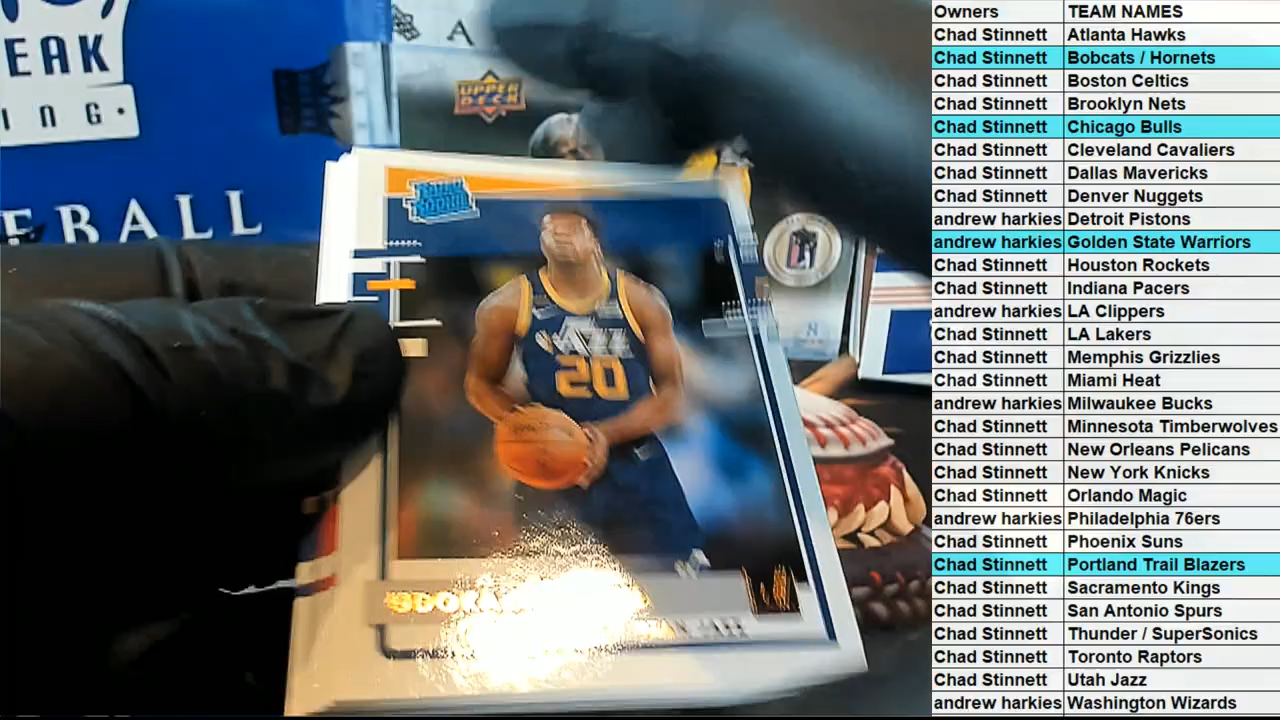 EAK
ING.
EBALL
A
UPPER
DECK
JAZZ
20
Owners TEAM NAMES
Chad Stinnett Atlanta Hawks
Chad Stinnett Bobcats / Hornets
Chad Stinnett Boston Celtics
Chad Stinnett Brooklyn Nets
Chad Stinnett Chicago Bulls
Chad Stinnett Cleveland Cavaliers
Chad Stinnett Dallas Mavericks
Chad Stinnett Denver Nuggets
andrew harkies Detroit Pistons
andrew harkies Golden State Warriors
Chad Stinnett Houston Rockets
Chad Stinnett Indiana Pacers
andrew harkies LA Clippers
Chad Stinnett LA Lakers
Chad Stinnett Memphis Grizzlies
Chad Stinnett Miami Heat
andrew harkies Milwaukee Bucks
Chad Stinnett Minnesota Timberwolves
Chad Stinnett New Orleans Pelicans
Chad Stinnett New York Knicks
Chad Stinnett Orlando Magic
andrew harkies Philadelphia 76ers
Chad Stinnett Phoenix Suns
Chad Stinnett Portland Trail Blazers
Chad Stinnett Sacramento Kings
Chad Stinnett San Antonio Spurs
Chad Stinnett Thunder / SuperSonics
Chad Stinnett Toronto Raptors
Chad Stinnett Utah Jazz
andrew harkies Washington Wizards